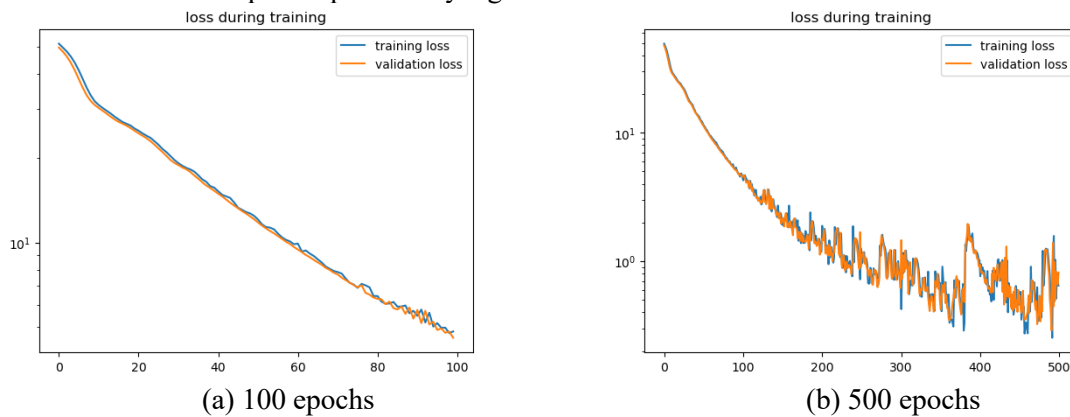 loss during training
training loss
validation loss
10¹
0 20 40 60 80 100
(a) 100 epochs
loss during training
training loss
validation loss
10¹
10⁰
0 100 200 300 400 500
(b) 500 epochs